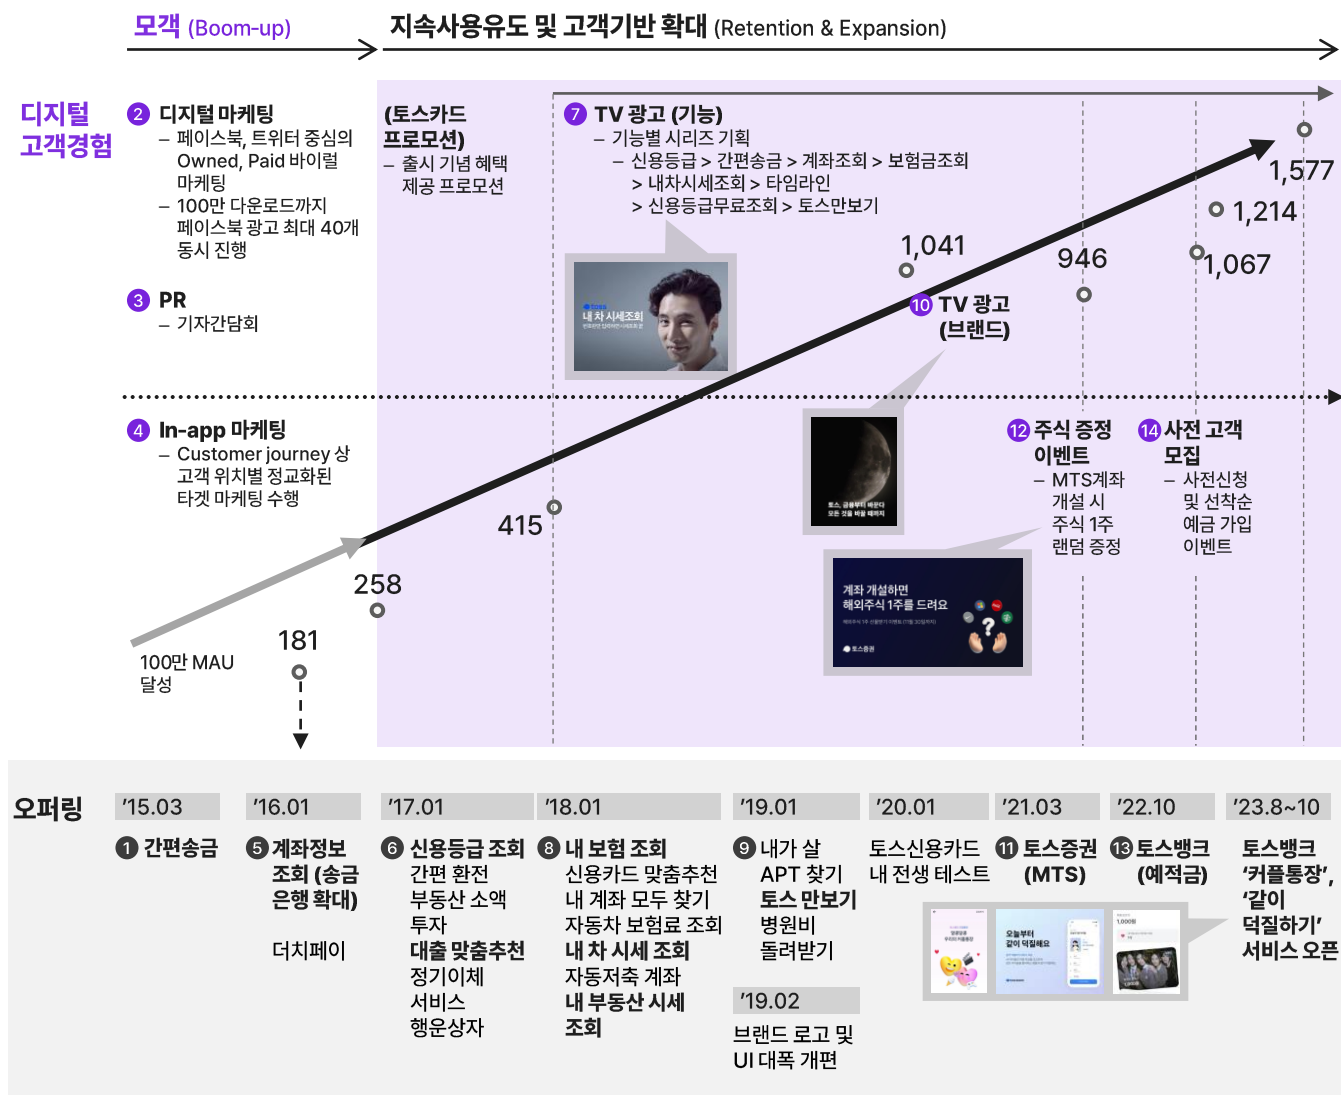 모객 (Boom-up)
지속사용유도 및 고객기반 확대 (Retention & Expansion)
디지털
고객경험
2 디지털 마케팅
– 페이스북, 트위터 중심의
Owned, Paid 바이럴
마케팅
– 100만 다운로드까지
페이스북 광고 최대 40개
동시 진행
3 PR
– 기자간담회
4 In-app 마케팅
– Customer journey 상
고객 위치별 정교화된
타겟 마케팅 수행
100만 MAU
달성
181
258
415
(토스카드
프로모션)
– 출시 기념 혜택
제공 프로모션
7 TV 광고 (기능)
– 기능별 시리즈 기획
– 신용등급 > 간편송금 > 계좌조회 > 보험금조회
> 내차시세조회 > 타임라인
> 신용등급무료조회 > 토스만보기
내 차 시세조회
1,041
946
1,577
1,214
1,067
10 TV 광고
(브랜드)
토스, 금융부터 바꾼다
모든 것을 바꿀 때까지
12 주식 증정
이벤트
– MTS계좌
개설 시
주식 1주
랜덤 증정
14 사전 고객
모집
– 사전신청
및 선착순
예금 가입
이벤트
계좌 개설하면
해외주식 1주를 드려요
토스증권
오퍼링
’15.03
1 간편송금
’16.01
5 계좌정보
조회 (송금
은행 확대)
더치페이
’17.01
6 신용등급 조회
간편 환전
부동산 소액
투자
대출 맞춤추천
정기이체
서비스
행운상자
’18.01
8 내 보험 조회
신용카드 맞춤추천
내 계좌 모두 찾기
자동차 보험료 조회
내 차 시세 조회
자동저축 계좌
내 부동산 시세
조회
’19.01
9 내가 살
APT 찾기
토스 만보기
병원비
돌려받기
’19.02
브랜드 로고 및
UI 대폭 개편
’20.01
토스신용카드
내 전생 테스트
’21.03
11 토스증권
(MTS)
’22.10
13 토스뱅크
(예적금)
’23.8~10
토스뱅크
‘커플통장’,
‘같이
덕질하기’
서비스 오픈
오늘부터
같이 덕질해요
1,000원